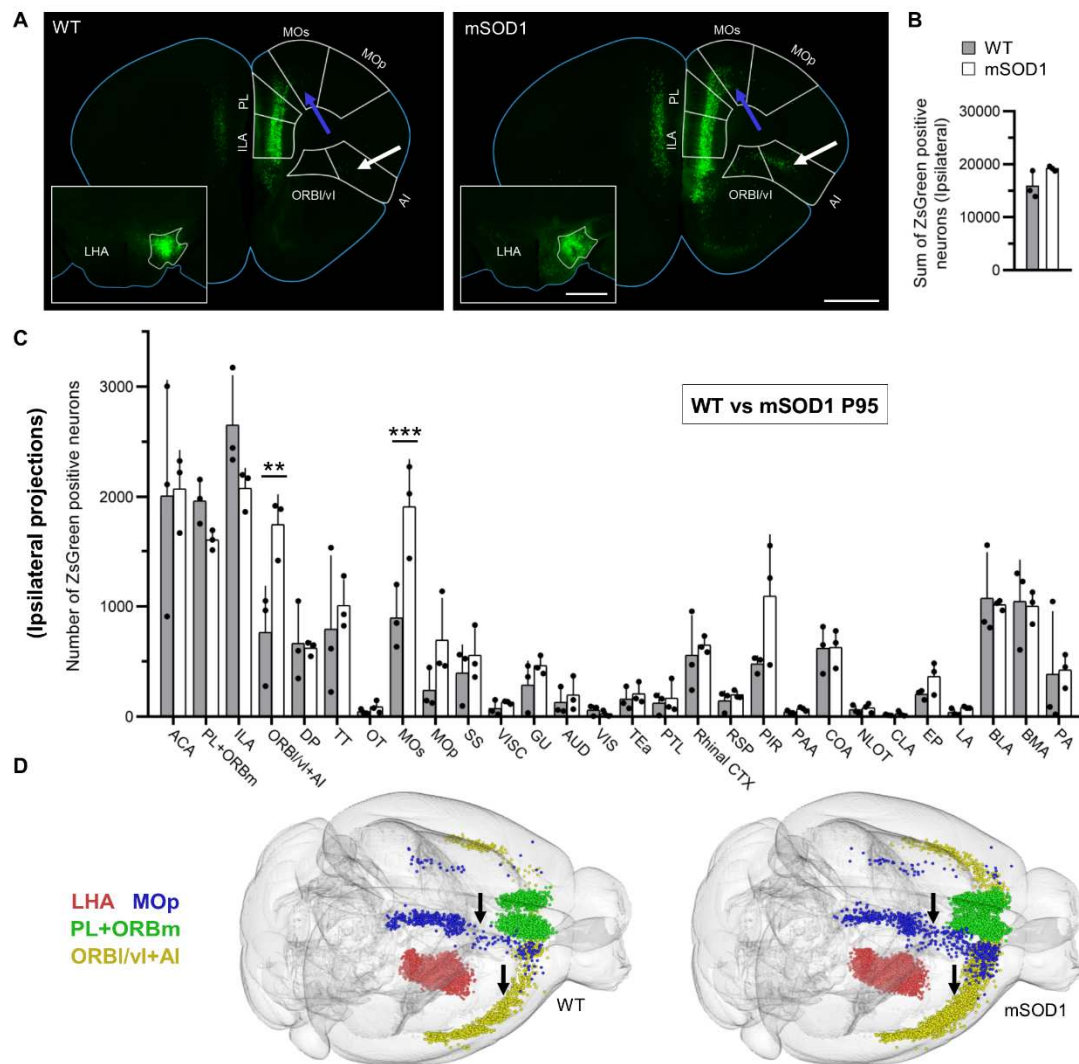 A
WT
MOs
MOp
PL
ILA
ORBl/vl
AI
LHA
mSOD1
MOs
MOp
PL
ILA
ORBl/vl
AI
LHA
B
WT
mSOD1
Sum of ZsGreen positive
neurons (Ipsilateral)
30000
20000
10000
0
C
(Ipsilateral projections)
Number of ZsGreen positive neurons
3000
2000
1000
0
**
***
WT vs mSOD1 P95
ACA
PL+ORBm
ILA
ORBl/vl+AI
DP
TT
OT
MOs
MOp
SS
VISC
GU
AUD
VIS
TEa
PTL
Rhinal CTX
RSP
PIR
PAA
COA
NLOT
CLA
EP
LA
BLA
BMA
PA
D
LHA MOp
PL+ORBm
ORBl/vl+AI
WT
mSOD1